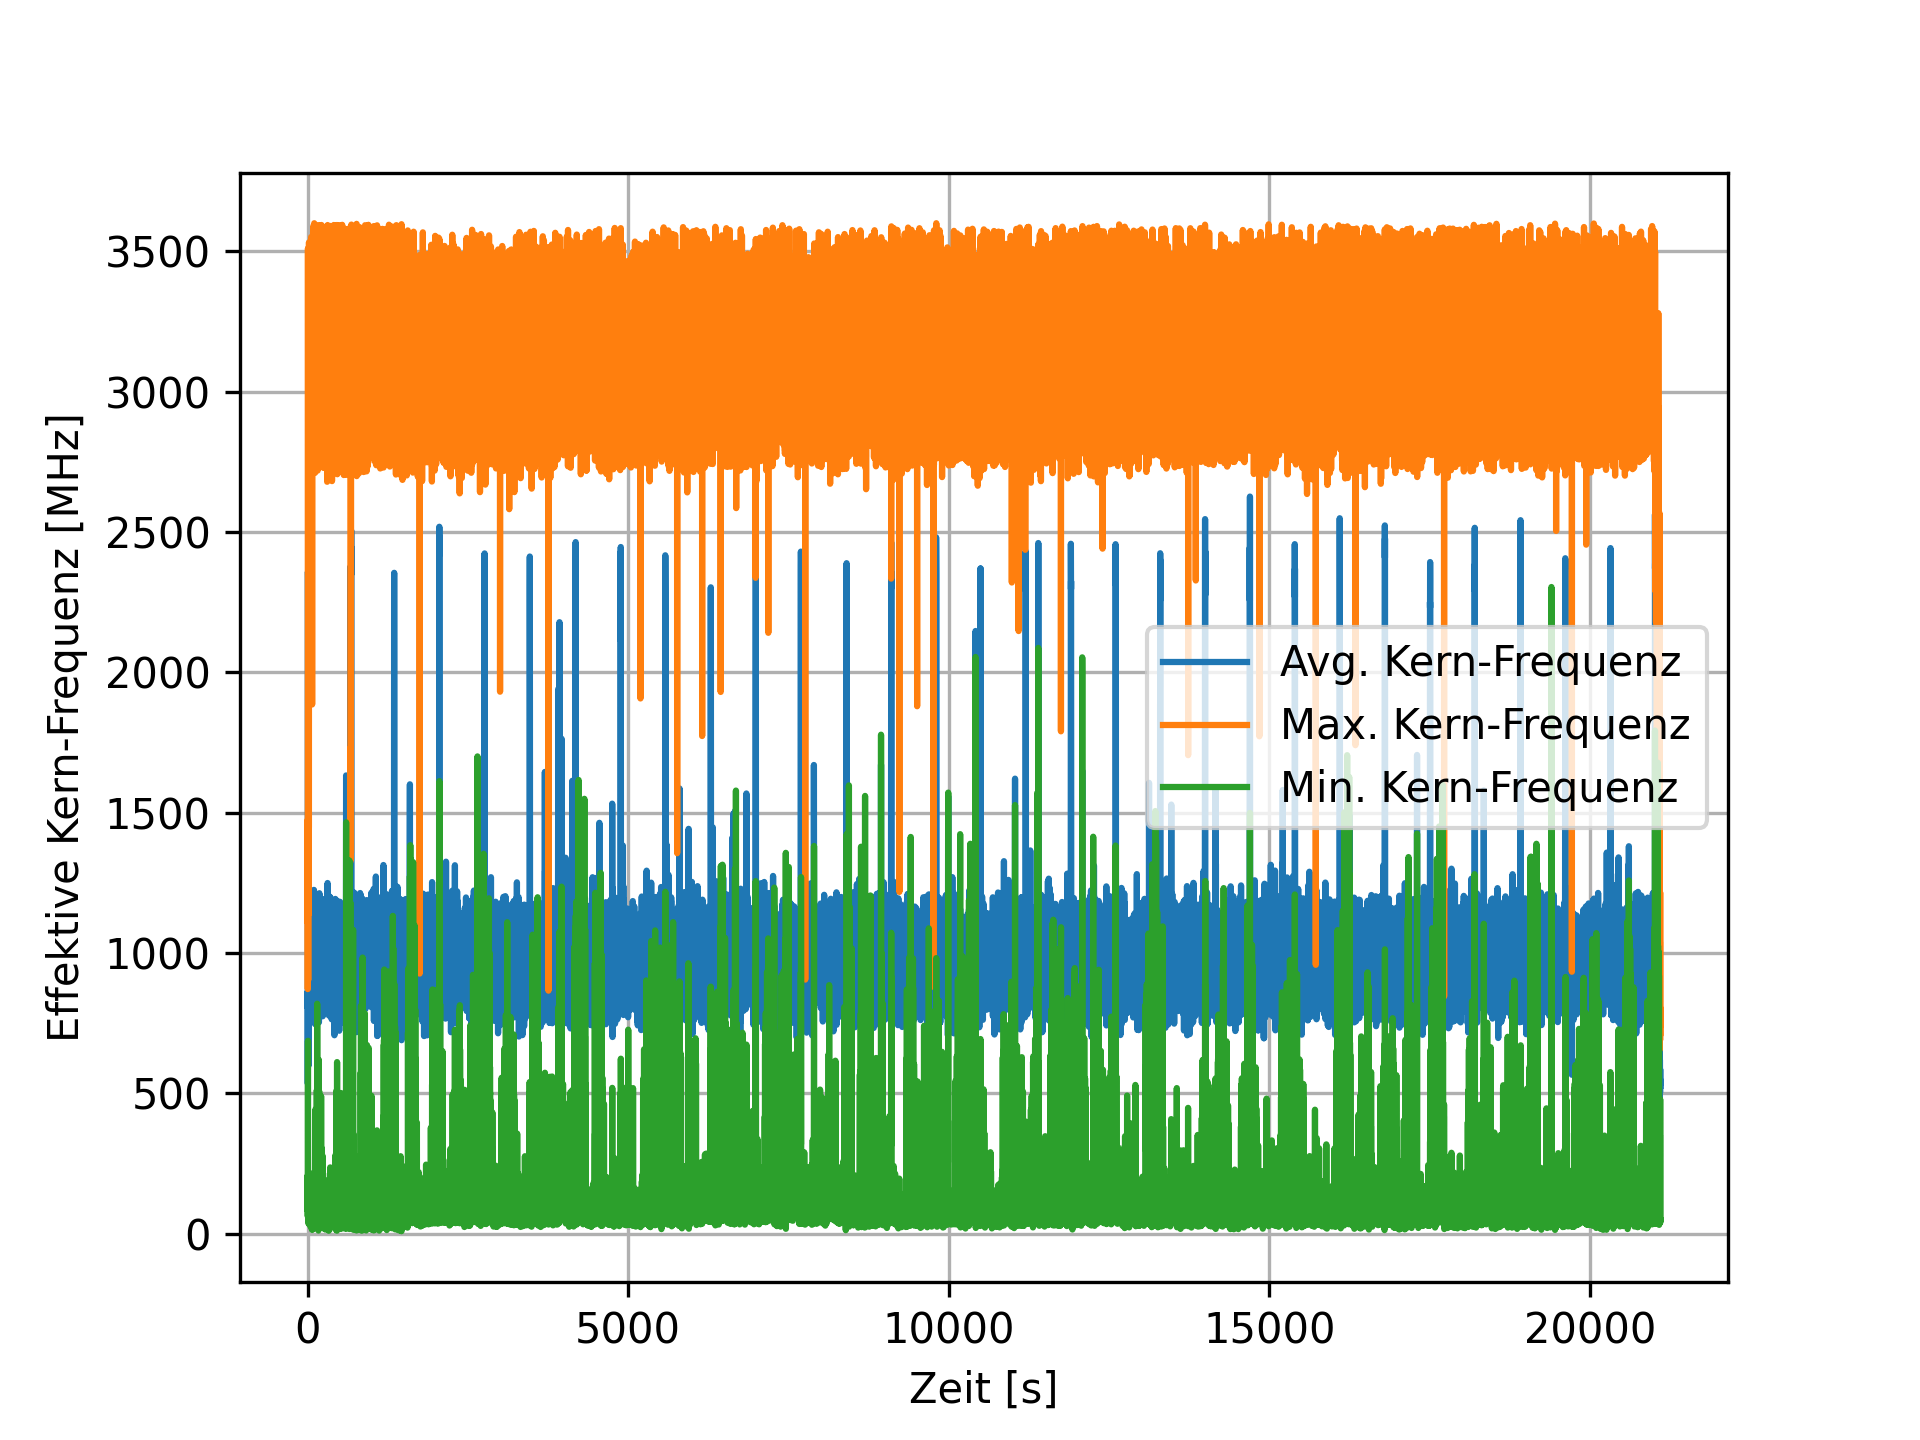 Effektive Kern-Frequenz [MHz]
3500
3000
2500
2000
1500
1000
500
0
Avg. Kern-Frequenz
Max. Kern-Frequenz
Min. Kern-Frequenz
0 5000 10000 15000 20000
Zeit [s]